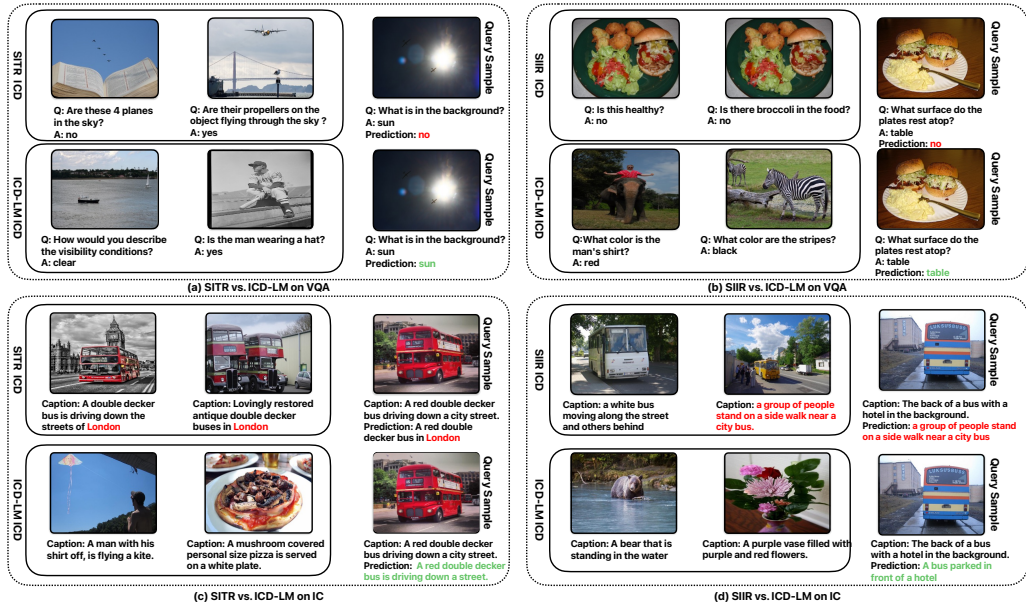 SITR ICD
Q: Are these 4 planes
in the sky?
A: no
Q: Are their propellers on the
object flying through the sky ?
A: yes
Query Sample
Q: What is in the background?
A: sun
Prediction: no
ICD-LM ICD
Q: How would you describe
the visibility conditions?
A: clear
Q: Is the man wearing a hat?
A: yes
Query Sample
Q: What is in the background?
A: sun
Prediction: sun
(a) SITR vs. ICD-LM on VQA
SIIR ICD
Q: Is this healthy?
A: no
Q: Is there broccoli in the food?
A: no
Query Sample
Q: What surface do the
plates rest atop?
A: table
Prediction: no
ICD-LM ICD
Q:What color is the
man's shirt?
A: red
Q: What color are the stripes?
A: black
Query Sample
Q: What surface do the
plates rest atop?
A: table
Prediction: table
(b) SIIR vs. ICD-LM on VQA
SITR ICD
Caption: A double decker
bus is driving down the
streets of London
Caption: Lovingly restored
antique double decker
buses in London
Query Sample
Caption: A red double decker
bus driving down a city street.
Prediction: A red double
decker bus in London
ICD-LM ICD
Caption: A man with his
shirt off, is flying a kite.
Caption: A mushroom covered
personal size pizza is served
on a white plate.
Query Sample
Caption: A red double decker
bus driving down a city street.
Prediction: A red double decker
bus is driving down a street.
(c) SITR vs. ICD-LM on IC
SIIR ICD
Caption: a white bus
moving along the street
and others behind
Caption: a group of people
stand on a side walk near a
city bus.
Query Sample
Caption: The back of a bus with a
hotel in the background.
Prediction: a group of people stand
on a side walk near a city bus
ICD-LM ICD
Caption: A bear that is
standing in the water
Caption: A purple vase filled with
purple and red flowers.
Query Sample
Caption: The back of a bus
with a hotel in the background.
Prediction: A bus parked in
front of a hotel
(d) SIIR vs. ICD-LM on IC